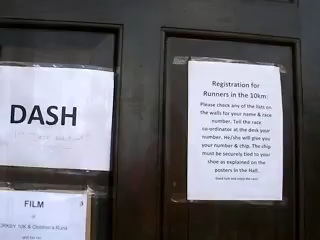 DASH
FILM
of
Registration for
Runners in the 10km:
Please check any of the lists on
the walls for your name & race
number. Tell the race
co-ordinator at the desk your
number. He/she will give you
your number & chip. The chip
must be securely tied to your
shoe as explained on the
posters in the Hall.